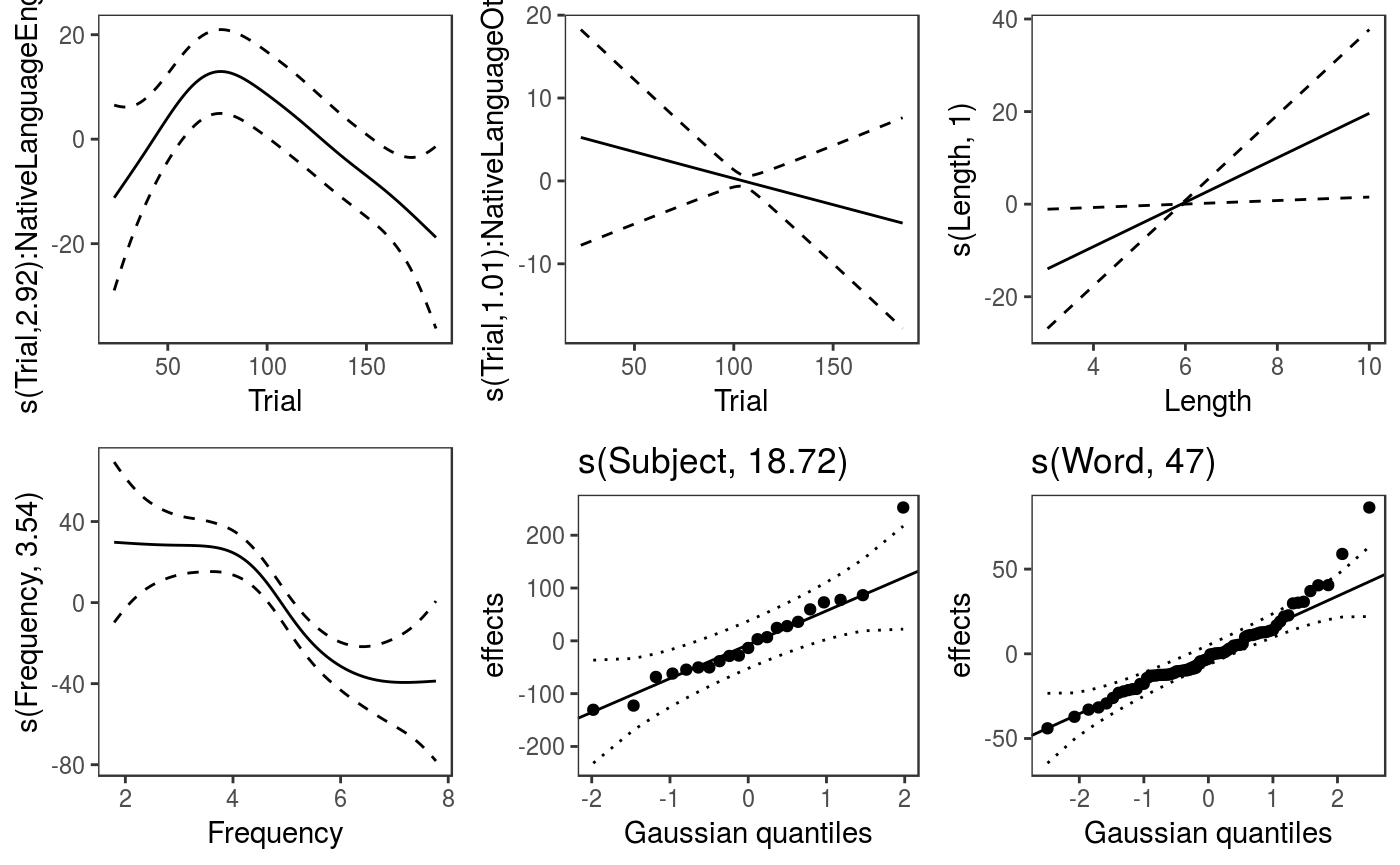 s(Trial,2.92):NativeLanguageEng
20
0
-20
50 100 150
Trial
s(Trial,1.01):NativeLanguageOt
20
10
0
-10
50 100 150
Trial
s(Length, 1)
40
20
0
-20
4 6 8 10
Length
s(Frequency, 3.54)
40
0
-40
-80
2 4 6 8
Frequency
s(Subject, 18.72)
effects
200
100
0
-100
-200
-2 -1 0 1 2
Gaussian quantiles
s(Word, 47)
effects
50
0
-50
-2 -1 0 1 2
Gaussian quantiles